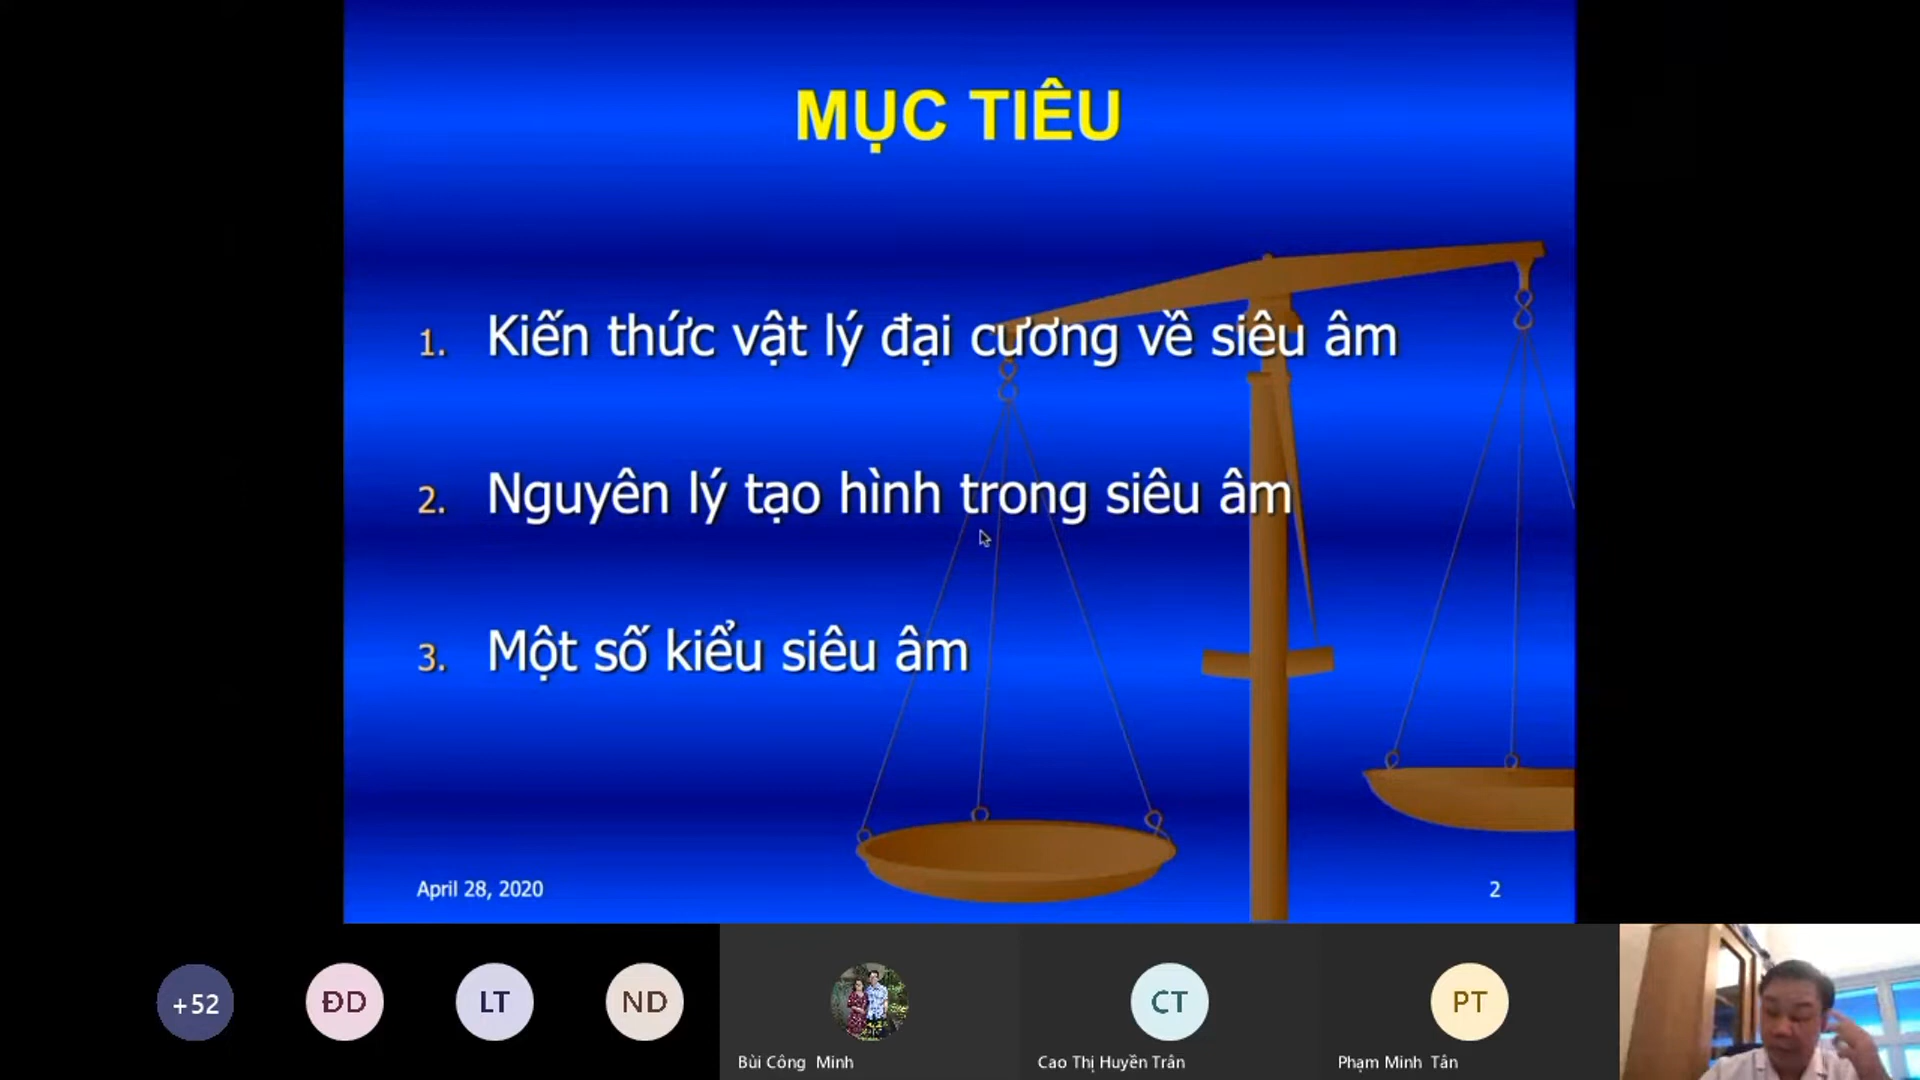 MỤC TIÊU
1. Kiến thức vật lý đại cương về siêu âm
2. Nguyên lý tạo hình trong siêu âm
3. Một số kiểu siêu âm
April 28, 2020
2
+52
ĐD
LT
ND
CT
PT
Bùi Công Minh
Cao Thị Huyền Trân
Phạm Minh Tân